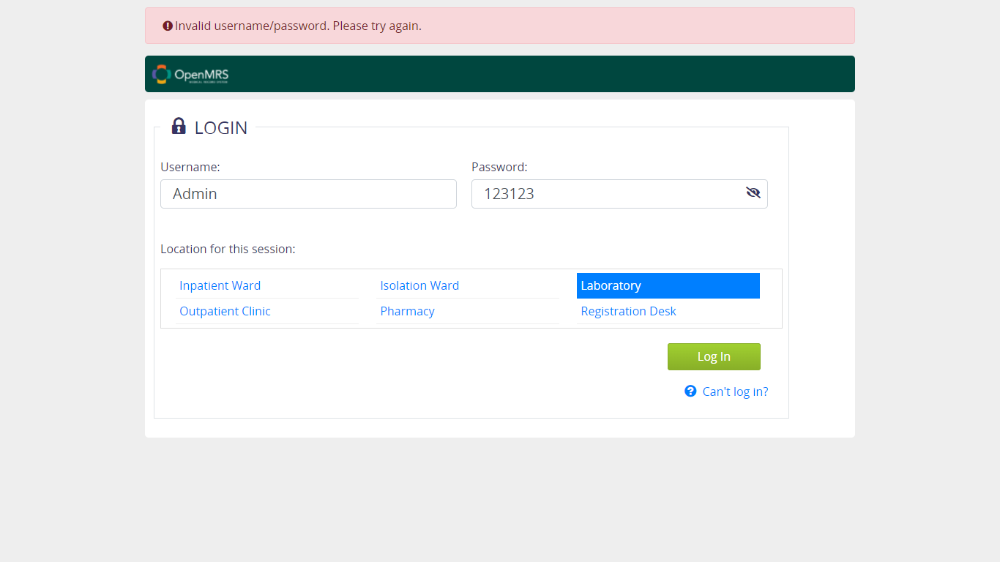 Invalid username/password. Please try again.
OpenMRS
LOGIN
Username: Password:
Admin 123123
Location for this session:
Inpatient Ward Isolation Ward Laboratory
Outpatient Clinic Pharmacy Registration Desk
Log In
Can't log in?